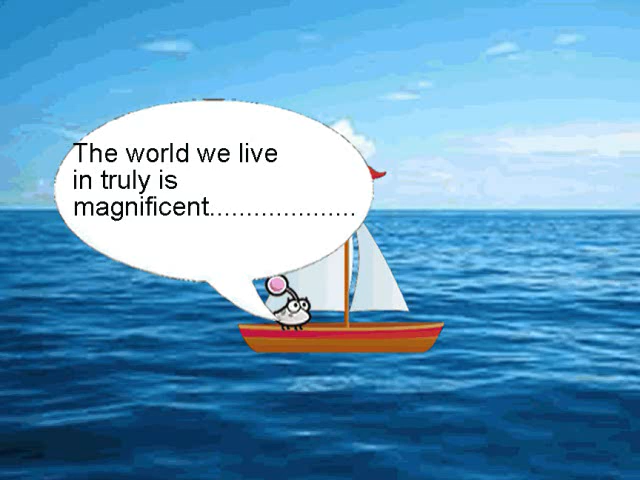 The world we live
in truly is
magnificent....................